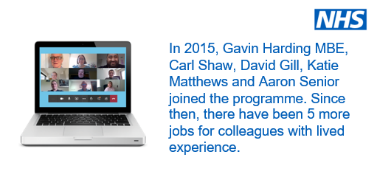 NHS
In 2015, Gavin Harding MBE,
Carl Shaw, David Gill, Katie
Matthews and Aaron Senior
joined the programme. Since
then, there have been 5 more
jobs for colleagues with lived
experience.